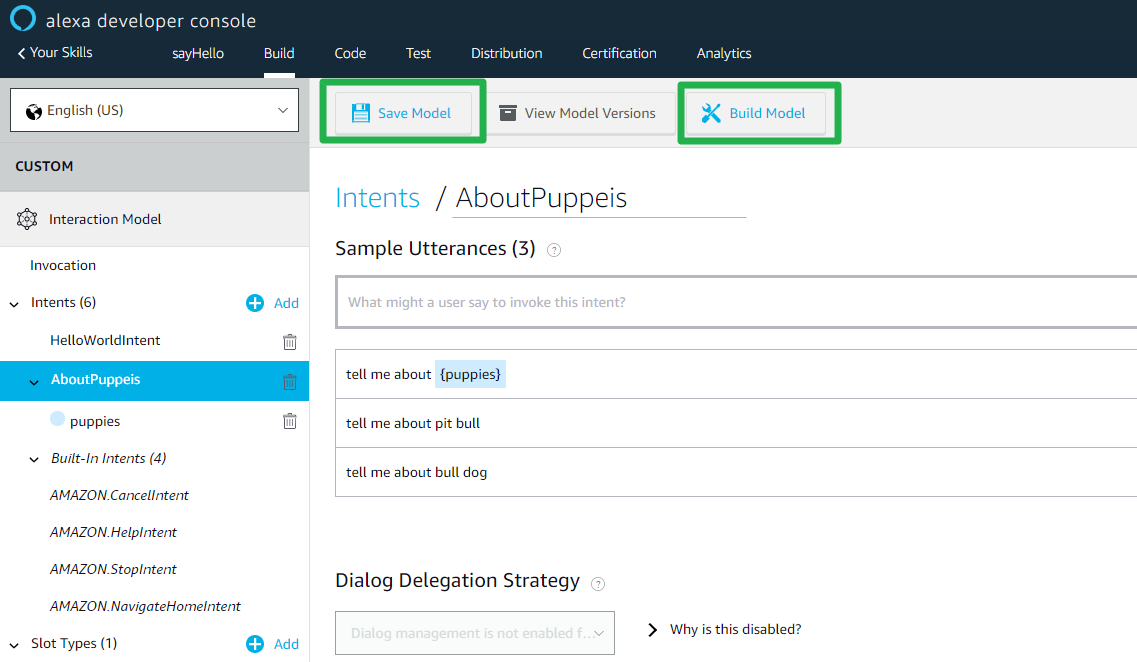 alexa developer console
Your Skills sayHello Build Code Test Distribution Certification Analytics
English (US)
Save Model View Model Versions Build Model
CUSTOM
Interaction Model
Invocation
Intents (6) Add
HelloWorldIntent
AboutPuppeis
puppies
Built-In Intents (4)
AMAZON.CancelIntent
AMAZON.HelpIntent
AMAZON.StopIntent
AMAZON.NavigateHomeIntent
Slot Types (1) Add
Intents / AboutPuppeis
Sample Utterances (3) ?
What might a user say to invoke this intent?
tell me about {puppies}
tell me about pit bull
tell me about bull dog
Dialog Delegation Strategy ?
Dialog management is not enabled f...
Why is this disabled?